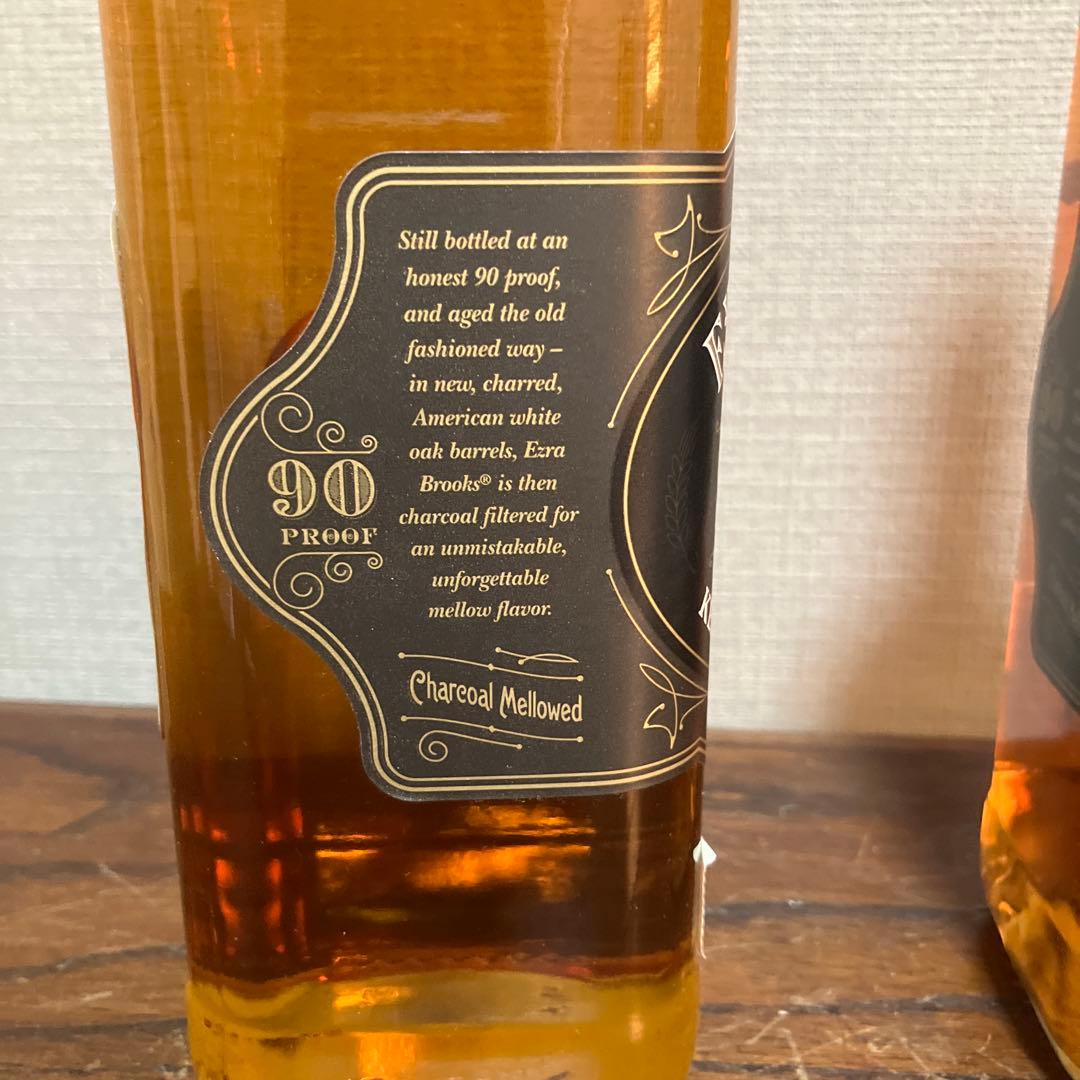 Still bottled at an
honest 90 proof,
and aged the old
fashioned way –
in new, charred,
American white
oak barrels, Ezra
Brooks® is then
charcoal filtered for
an unmistakable,
unforgettable
mellow flavor.
90
PROOF
Charcoal Mellowed